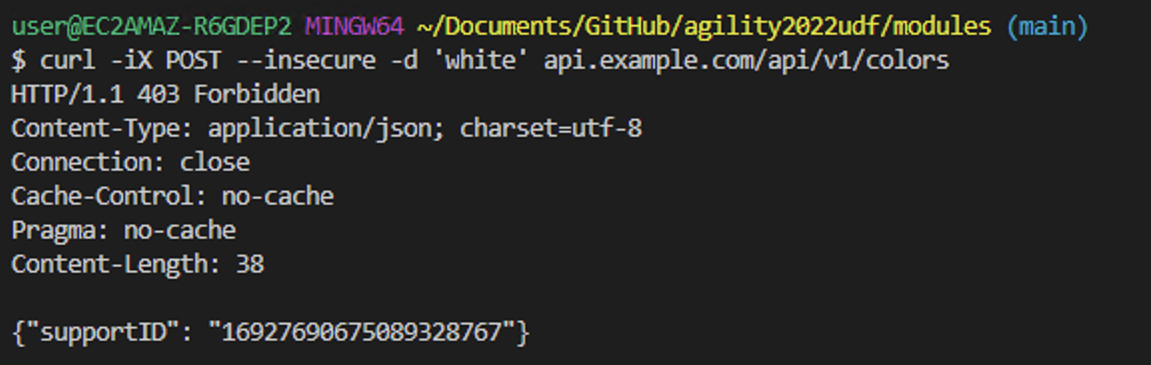 user@EC2AMAZ-R6GDEP2 MINGW64 ~/Documents/GitHub/agility2022udf/modules (main)
$ curl -iX POST --insecure -d 'white' api.example.com/api/v1/colors
HTTP/1.1 403 Forbidden
Content-Type: application/json; charset=utf-8
Connection: close
Cache-Control: no-cache
Pragma: no-cache
Content-Length: 38

{"supportID": "16927690675089328767"}